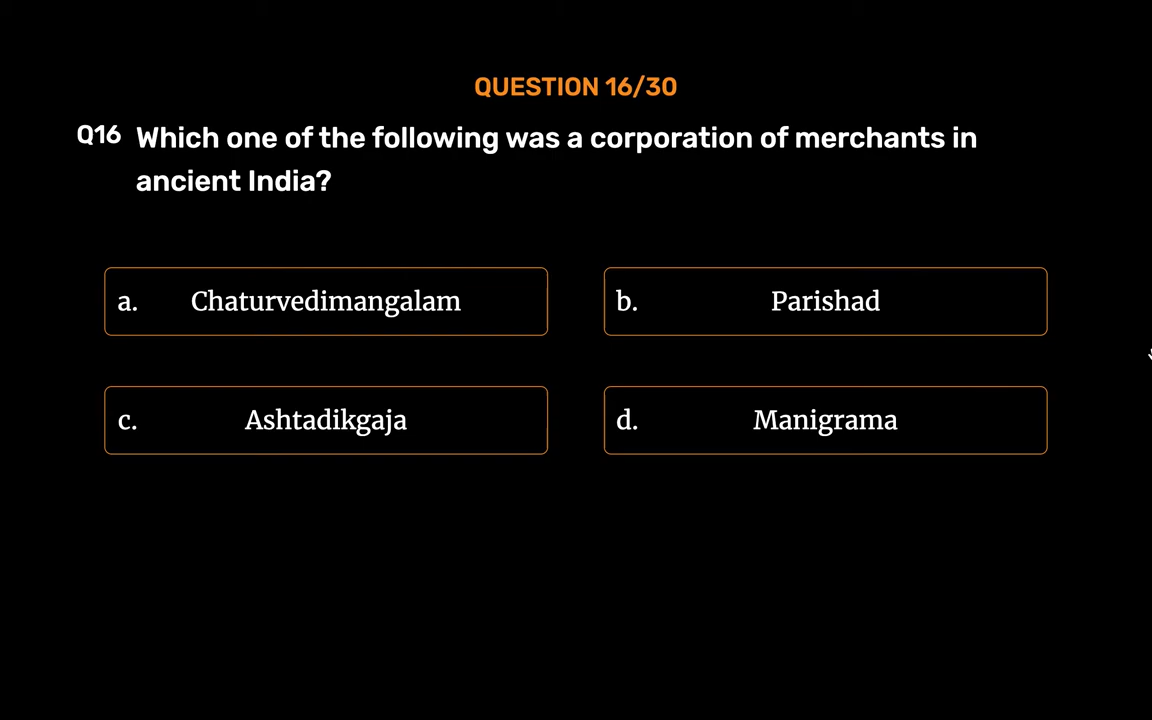 QUESTION 16/30
Q16 Which one of the following was a corporation of merchants in
ancient India?
a. Chaturvedimangalam
b. Parishad
c. Ashtadikgaja
d. Manigrama